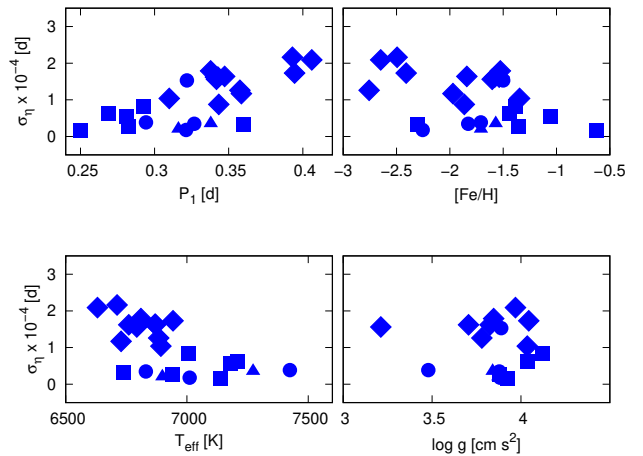 σ_η x 10^-4 [d]
3
2
1
0
0.25 0.3 0.35 0.4
P_1 [d]
−3 −2.5 −2 −1.5 −1 −0.5
[Fe/H]
σ_η x 10^-4 [d]
3
2
1
0
6500 7000 7500
T_eff [K]
3 3.5 4
log g [cm s^2]